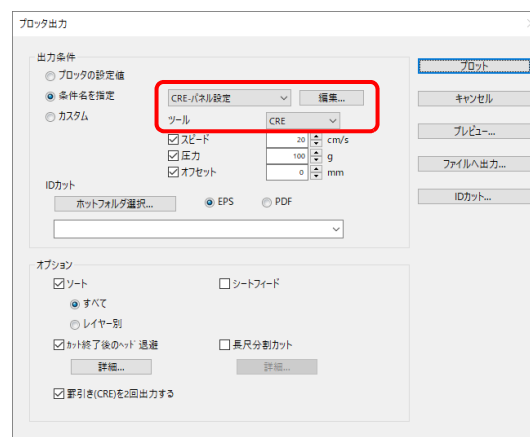 プロッタ出力
出力条件
プロッタの設定値
条件名を指定
CRE-パネル設定
編集...
カスタム
ツール
CRE
スピード
20
cm/s
圧力
100
g
オフセット
0
mm
IDカット
ホットフォルダ選択...
EPS
PDF
オプション
ソート
シートフィード
すべて
レイヤー別
カット終了後のヘッド退避
長尺分割カット
詳細...
詳細...
罫引き(CRE)を2回出力する
プロット
キャンセル
プレビュー...
ファイルへ出力...
IDカット...